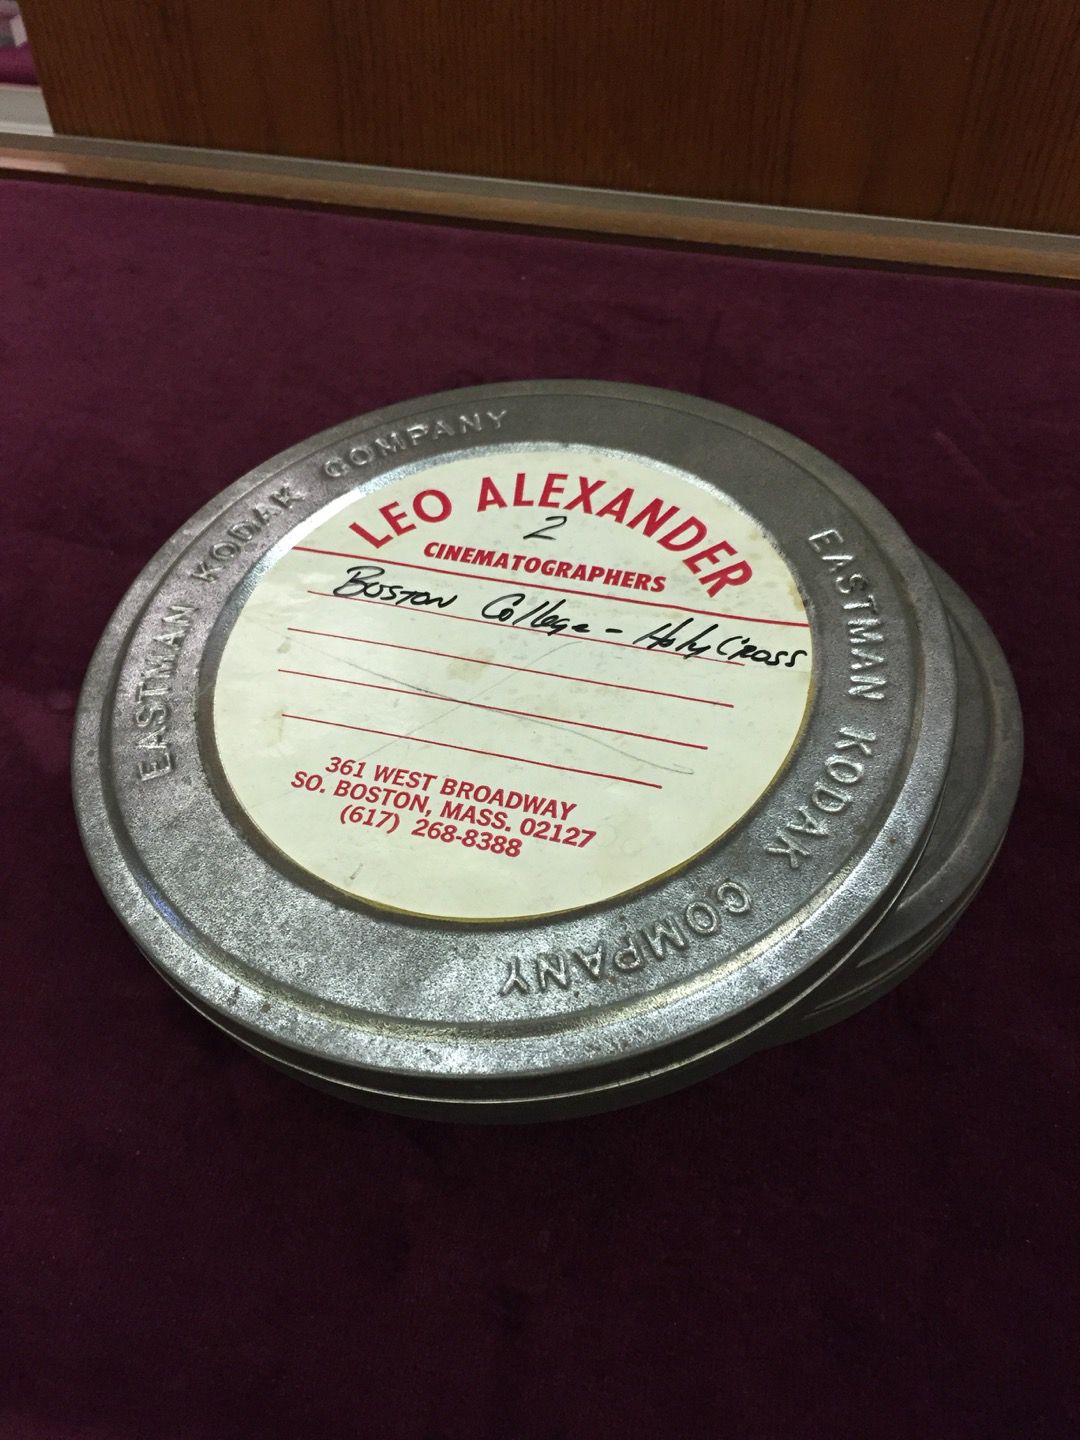 EASTMAN KODAK COMPANY
EASTMAN KODAK COMPANY
LEO ALEXANDER
2
CINEMATOGRAPHERS
Boston College - Holy Cross
361 WEST BROADWAY
SO. BOSTON, MASS. 02127
(617) 268-8388